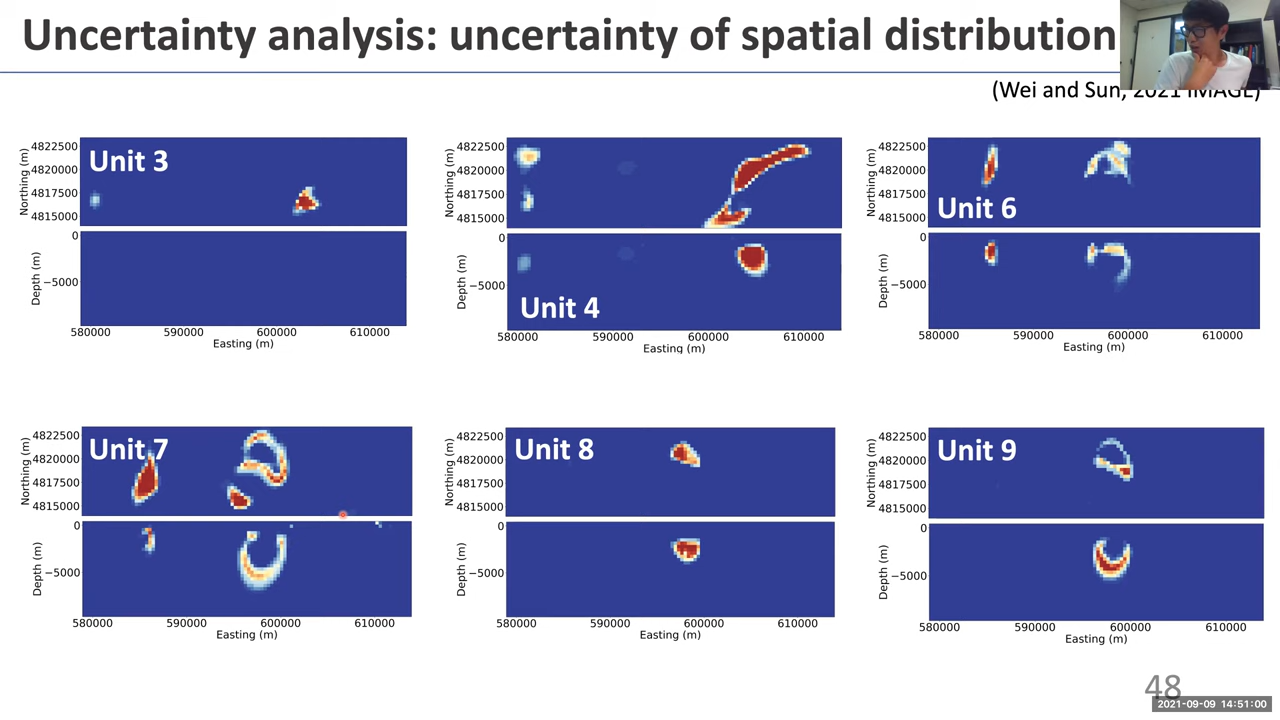 Uncertainty analysis: uncertainty of spatial distribution
(Wei and Sun, 2021 IMAGE)
Unit 3
Northing (m)
4822500
4820000
4817500
4815000
Depth (m)
0
−5000
580000 590000 600000 610000
Easting (m)
Northing (m)
4822500
4820000
4817500
4815000
Unit 4
Depth (m)
0
−5000
580000 590000 600000 610000
Easting (m)
Unit 6
Northing (m)
4822500
4820000
4817500
4815000
Depth (m)
0
−5000
580000 590000 600000 610000
Easting (m)
Unit 7
Northing (m)
4822500
4820000
4817500
4815000
Depth (m)
0
−5000
580000 590000 600000 610000
Easting (m)
Unit 8
Northing (m)
4822500
4820000
4817500
4815000
Depth (m)
0
−5000
580000 590000 600000 610000
Easting (m)
Unit 9
Northing (m)
4822500
4820000
4817500
4815000
Depth (m)
0
−5000
580000 590000 600000 610000
Easting (m)
48
2021-09-09 14:51:00